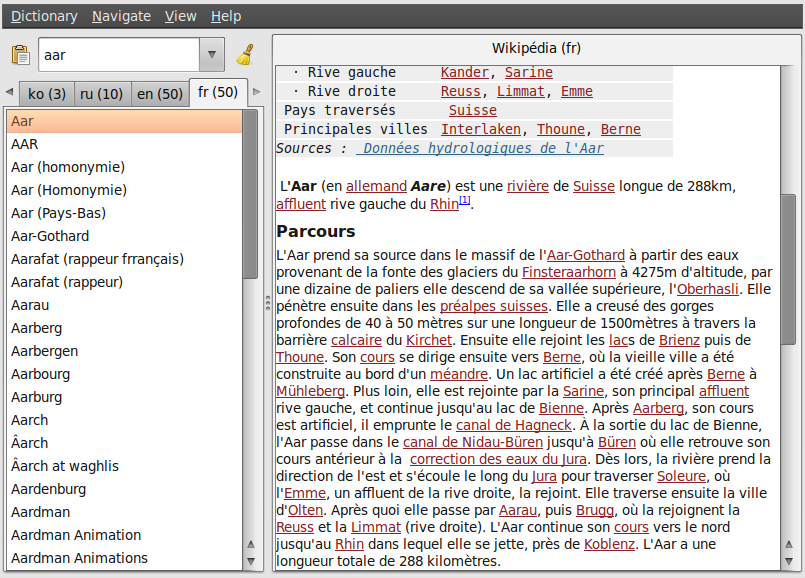 Dictionary Navigate View Help
aar
ko (3) ru (10) en (50) fr (50)
Aar
AAR
Aar (homonymie)
Aar (Homonymie)
Aar (Pays-Bas)
Aar-Gothard
Aarafat (rappeur frrançais)
Aarafat (rappeur)
Aarau
Aarberg
Aarbergen
Aarbourg
Aarburg
Aarch
Âarch
Âarch at waghlis
Aardenburg
Aardman
Aardman Animation
Aardman Animations
Wikipédia (fr)
· Rive gauche Kander, Sarine
· Rive droite Reuss, Limmat, Emme
Pays traversés Suisse
Principales villes Interlaken, Thoune, Berne
Sources : Données hydrologiques de l'Aar
L'Aar (en allemand Aare) est une rivière de Suisse longue de 288km,
affluent rive gauche du Rhin[1].
Parcours
L'Aar prend sa source dans le massif de l'Aar-Gothard à partir des eaux
provenant de la fonte des glaciers du Finsteraarhorn à 4275m d'altitude, par
une dizaine de paliers elle descend de sa vallée supérieure, l'Oberhasli. Elle
pénètre ensuite dans les préalpes suisses. Elle a creusé des gorges
profondes de 40 à 50 mètres sur une longueur de 1500mètres à travers la
barrière calcaire du Kirchet. Ensuite elle rejoint les lacs de Brienz puis de
Thoune. Son cours se dirige ensuite vers Berne, où la vieille ville a été
construite au bord d'un méandre. Un lac artificiel a été créé après Berne à
Mühleberg. Plus loin, elle est rejointe par la Sarine, son principal affluent
rive gauche, et continue jusqu'au lac de Bienne. Après Aarberg, son cours
est artificiel, il emprunte le canal de Hagneck. À la sortie du lac de Bienne,
l'Aar passe dans le canal de Nidau-Büren jusqu'à Büren où elle retrouve son
cours antérieur à la correction des eaux du Jura. Dès lors, la rivière prend la
direction de l'est et s'écoule le long du Jura pour traverser Soleure, où
l'Emme, un affluent de la rive droite, la rejoint. Elle traverse ensuite la ville
d'Olten. Après quoi elle passe par Aarau, puis Brugg, où la rejoignent la
Reuss et la Limmat (rive droite). L'Aar continue son cours vers le nord
jusqu'au Rhin dans lequel elle se jette, près de Koblenz. L'Aar a une
longueur totale de 288 kilomètres.